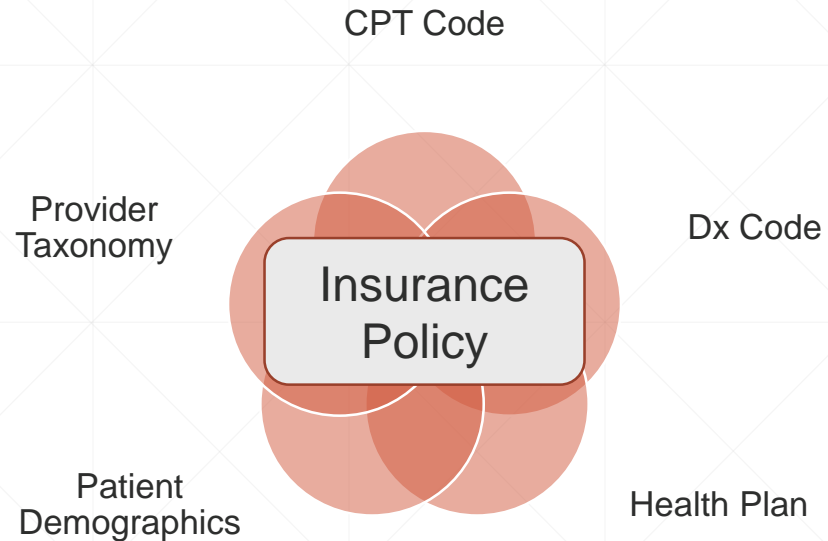 CPT Code
Provider
Taxonomy
Dx Code
Insurance
Policy
Patient
Demographics
Health Plan